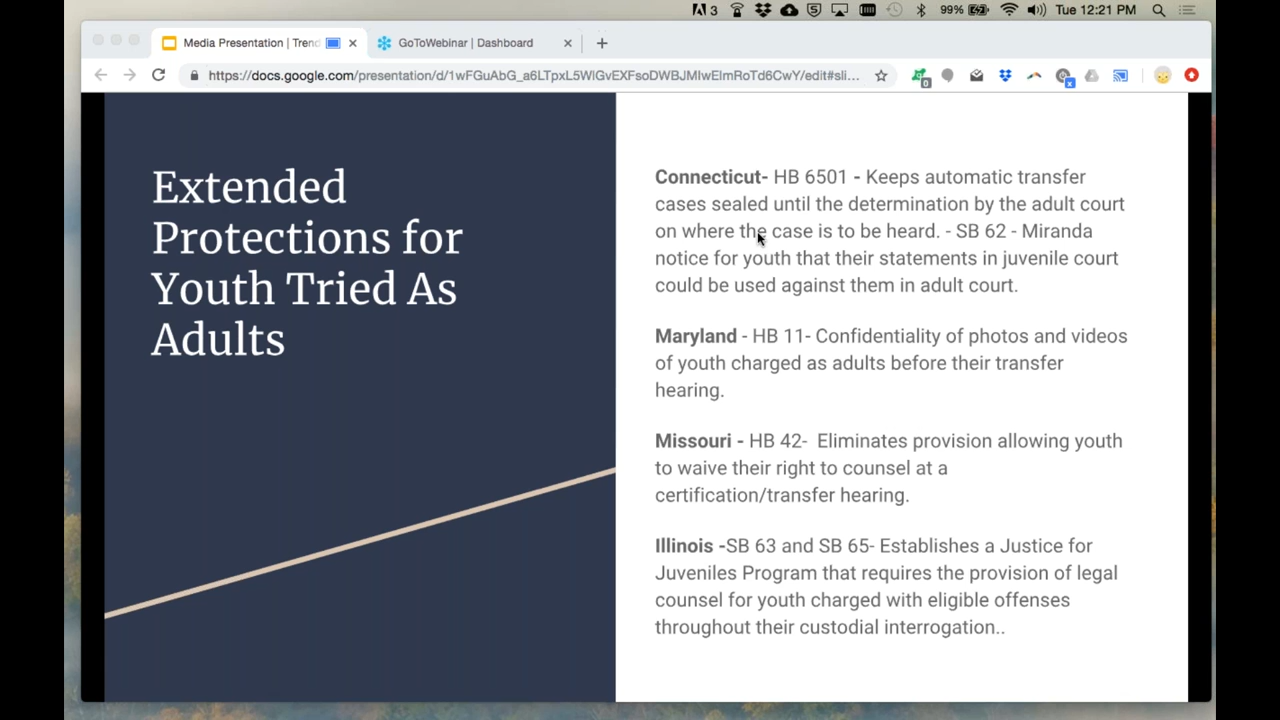 3
99%
Tue 12:21 PM
Media Presentation | Trend
GoToWebinar | Dashboard
https://docs.google.com/presentation/d/1wFGuAbG_a6LTpxL5WlGvEXFsoDWBJMIwElmRoTd6CwY/edit#sli...
0
x
Extended
Protections for
Youth Tried As
Adults
Connecticut- HB 6501 - Keeps automatic transfer
cases sealed until the determination by the adult court
on where the case is to be heard. - SB 62 - Miranda
notice for youth that their statements in juvenile court
could be used against them in adult court.
Maryland - HB 11- Confidentiality of photos and videos
of youth charged as adults before their transfer
hearing.
Missouri - HB 42-  Eliminates provision allowing youth
to waive their right to counsel at a
certification/transfer hearing.
Illinois -SB 63 and SB 65- Establishes a Justice for
Juveniles Program that requires the provision of legal
counsel for youth charged with eligible offenses
throughout their custodial interrogation..